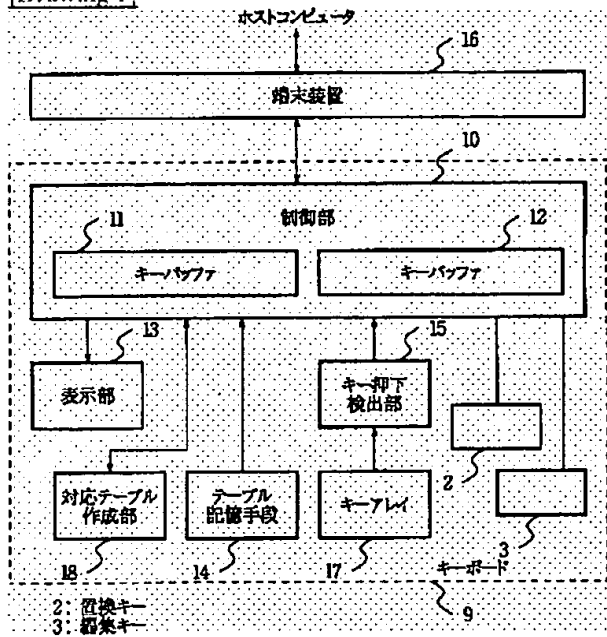 ホストコンピュータ
16
端末装置
10
制御部
11
12
キーバッファ
キーバッファ
13
15
表示部
キー抑下
検出部
2
対応テーブル
作成部
テーブル
記憶手段
キーアレイ
3
18
14
17
キーボード
9
2: 置換キー
3: 編集キー